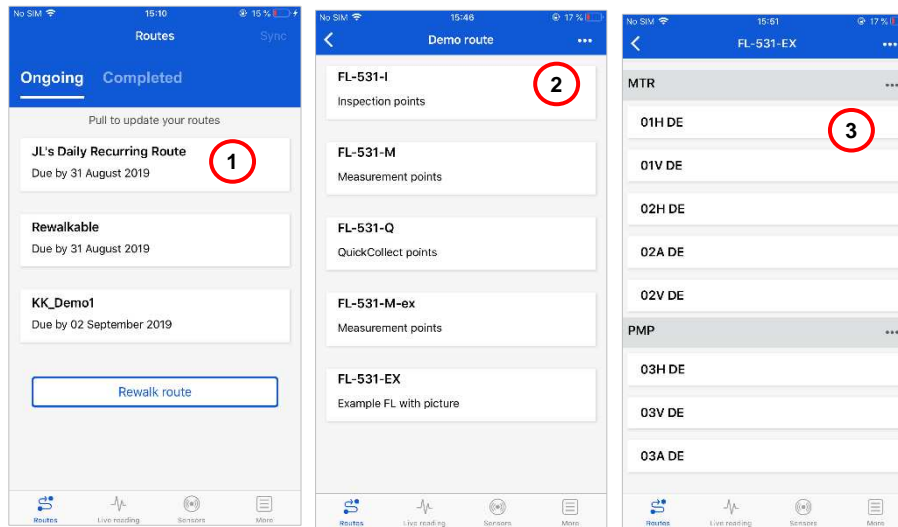 No SIM 15:10 15 %
Routes Sync
Ongoing Completed
Pull to update your routes
JL's Daily Recurring Route
Due by 31 August 2019
1
Rewalkable
Due by 31 August 2019
KK_Demo1
Due by 02 September 2019
Rewalk route
Routes Live reading Sensors More
No SIM 15:46 17 %
Demo route
FL-531-I
Inspection points
2
FL-531-M
Measurement points
FL-531-Q
QuickCollect points
FL-531-M-ex
Measurement points
FL-531-EX
Example FL with picture
Routes Live reading Sensors More
No SIM 15:51 17 %
FL-531-EX
MTR
01H DE
3
01V DE
02H DE
02A DE
02V DE
PMP
03H DE
03V DE
03A DE
Routes Live reading Sensors More